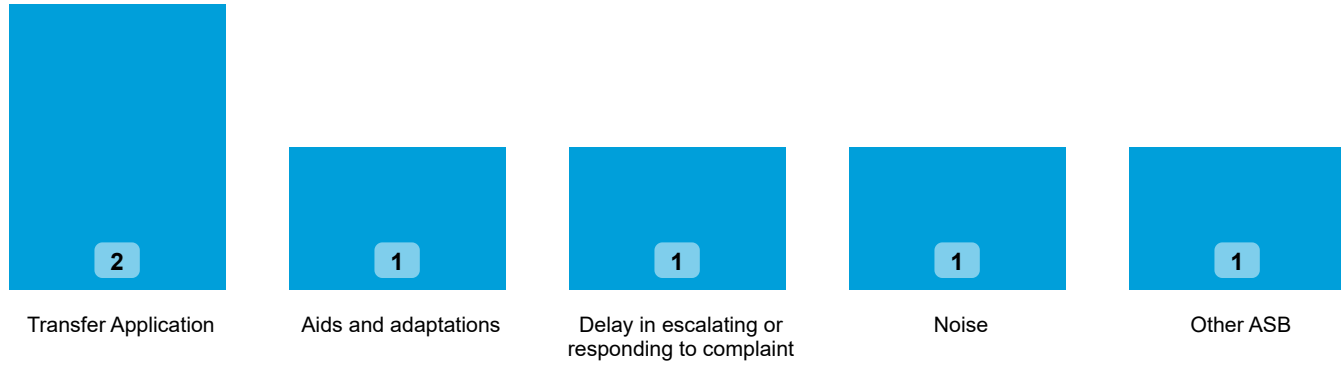 2
1
1
1
1
Transfer Application
Aids and adaptations
Delay in escalating or
responding to complaint
Noise
Other ASB